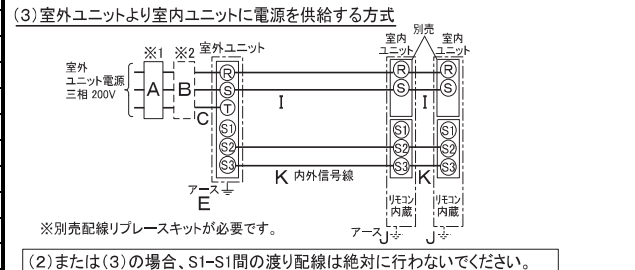 (3)室外ユニットより室内ユニットに電源を供給する方式
別売
※1 ※2 室外ユニット
室内
ユニット
室内
ユニット
室外
ユニット電源
三相 200V
A
B
C
R
S
T
S1
S2
S3
I
R
S
S1
S2
S3
I
R
S
S1
S2
S3
K 内外信号線
K
アース
E
リモコン
内蔵
リモコン
内蔵
アース J
J
※別売配線リプレースキットが必要です。
(2)または(3)の場合、S1-S1間の渡り配線は絶対に行わないでください。